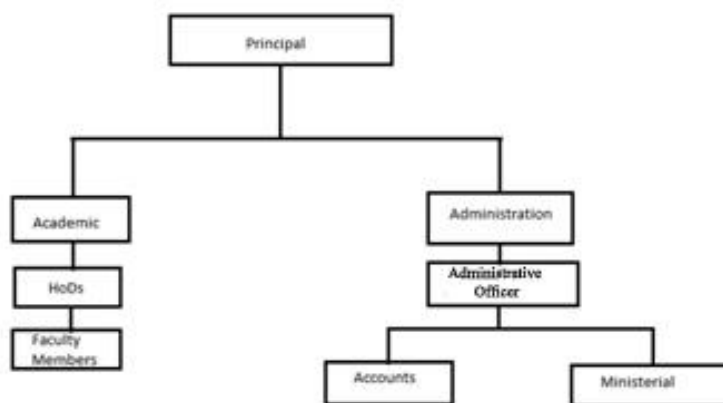 Principal
Academic
Administration
HoDs
Administrative
Officer
Faculty
Members
Accounts
Ministerial